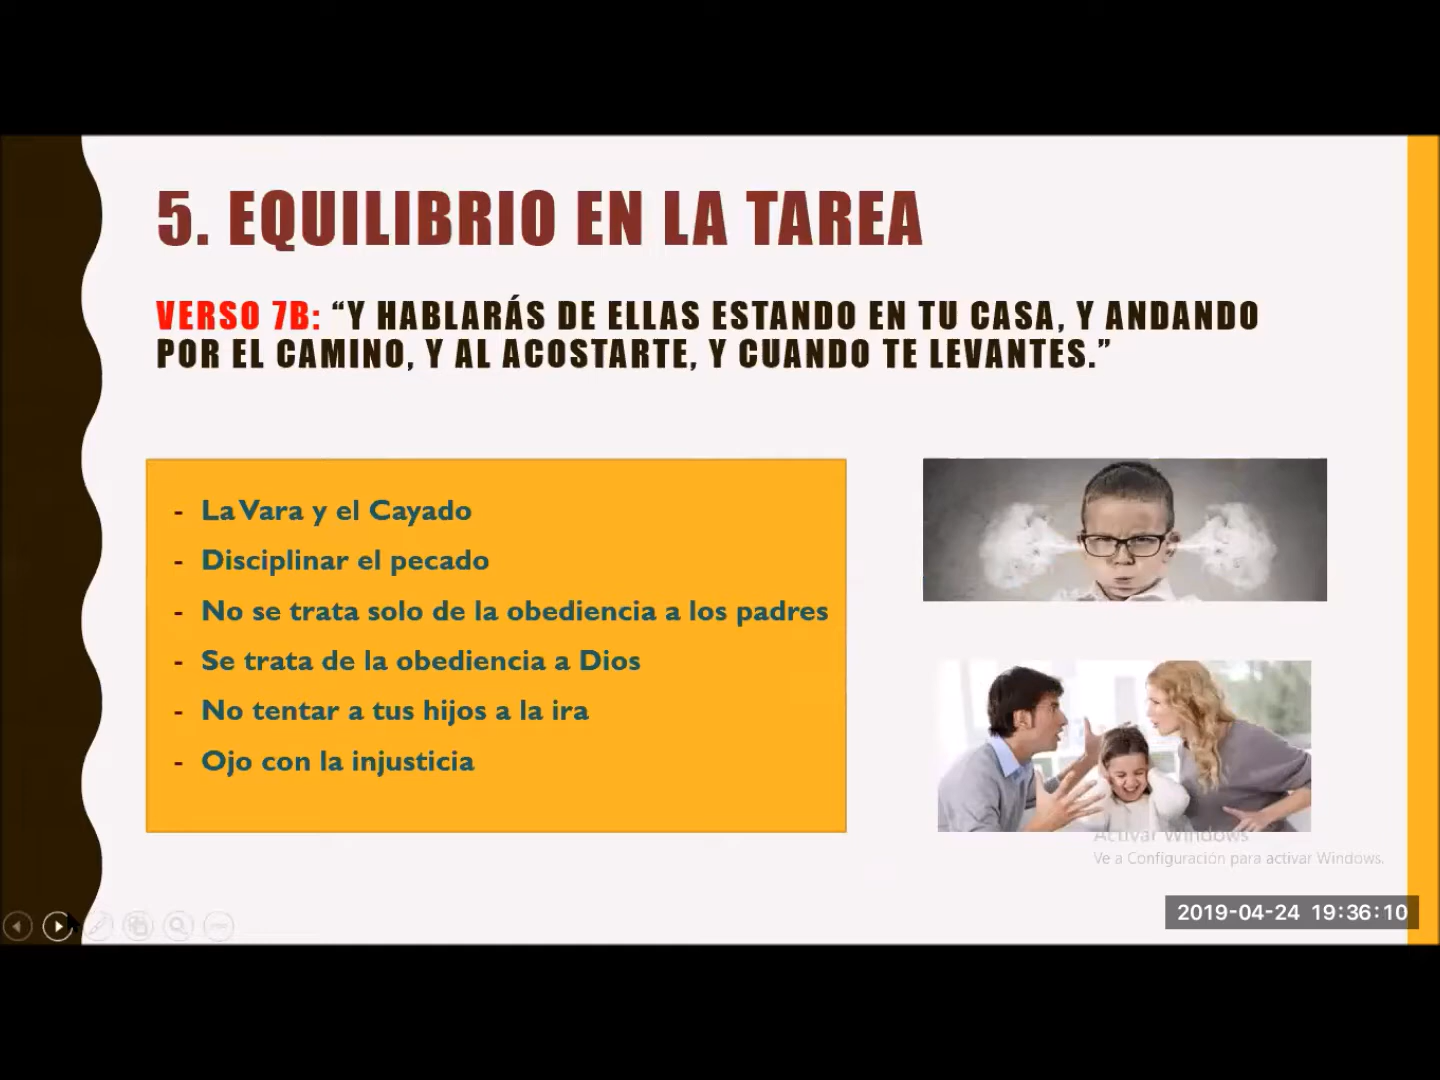 5. EQUILIBRIO EN LA TAREA
VERSO 7B: “Y HABLARÁS DE ELLAS ESTANDO EN TU CASA, Y ANDANDO
POR EL CAMINO, Y AL ACOSTARTE, Y CUANDO TE LEVANTES.”
- La Vara y el Cayado
- Disciplinar el pecado
- No se trata solo de la obediencia a los padres
- Se trata de la obediencia a Dios
- No tentar a tus hijos a la ira
- Ojo con la injusticia
Activar Windows
Ve a Configuración para activar Windows.
2019-04-24 19:36:10